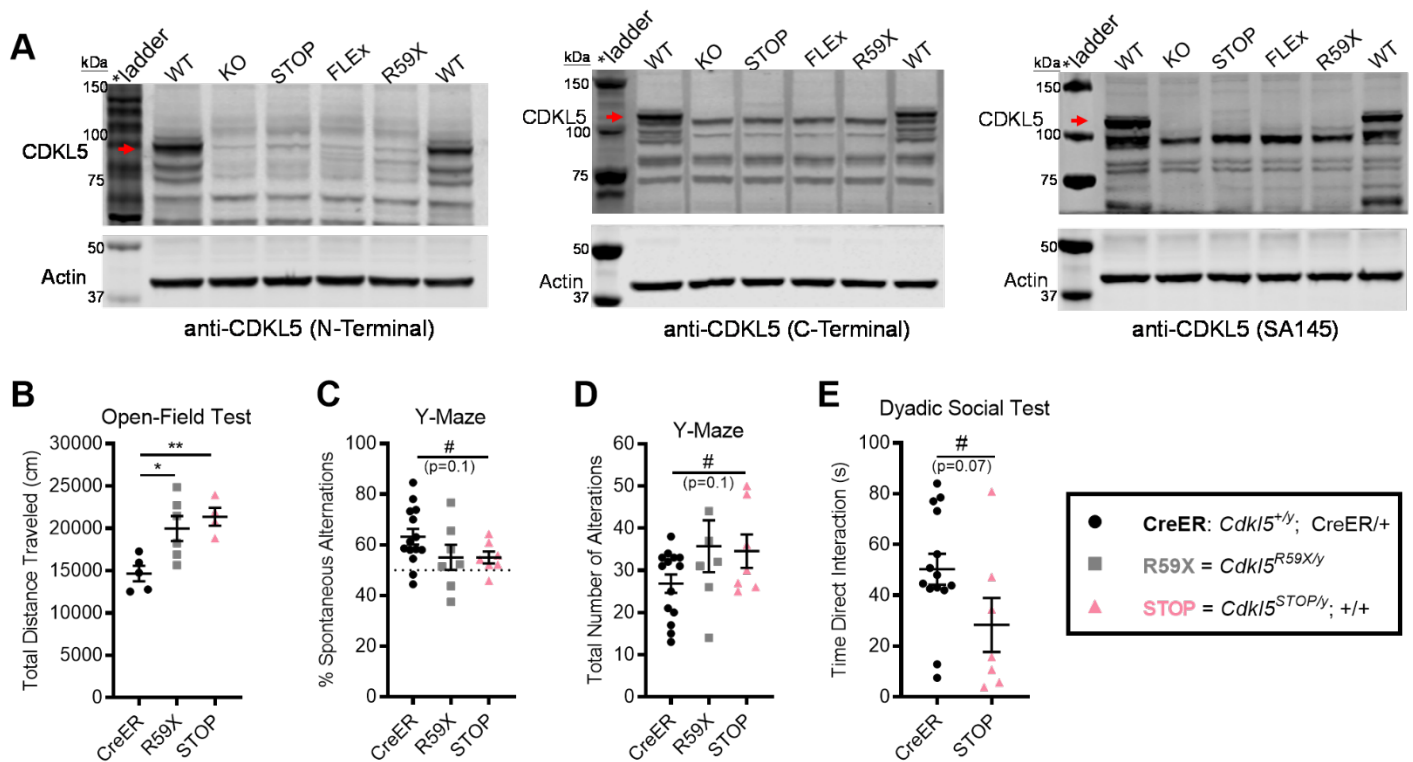 A
kDa
*ladder
WT
KO
STOP
FLEx
R59X
WT
150
100
75
CDKL5
50
37
Actin
anti-CDKL5 (N-Terminal)
kDa
*ladder
WT
KO
STOP
FLEx
R59X
WT
150
CDKL5
100
75
50
37
Actin
anti-CDKL5 (C-Terminal)
kDa
*ladder
WT
KO
STOP
FLEx
R59X
WT
150
CDKL5
100
75
50
37
Actin
anti-CDKL5 (SA145)
B
Open-Field Test
Total Distance Traveled (cm)
30000
25000
20000
15000
10000
5000
0
**
*
CreER
R59X
STOP
C
Y-Maze
% Spontaneous Alternations
100
80
60
40
20
0
#
(p=0.1)
CreER
R59X
STOP
D
Y-Maze
Total Number of Alterations
60
50
40
30
20
10
0
#
(p=0.1)
CreER
R59X
STOP
E
Dyadic Social Test
Time Direct Interaction (s)
100
80
60
40
20
0
#
(p=0.07)
CreER
STOP
CreER: Cdkl5+/y; CreER/+
R59X = Cdkl5R59X/y
STOP = Cdkl5STOP/y; +/+